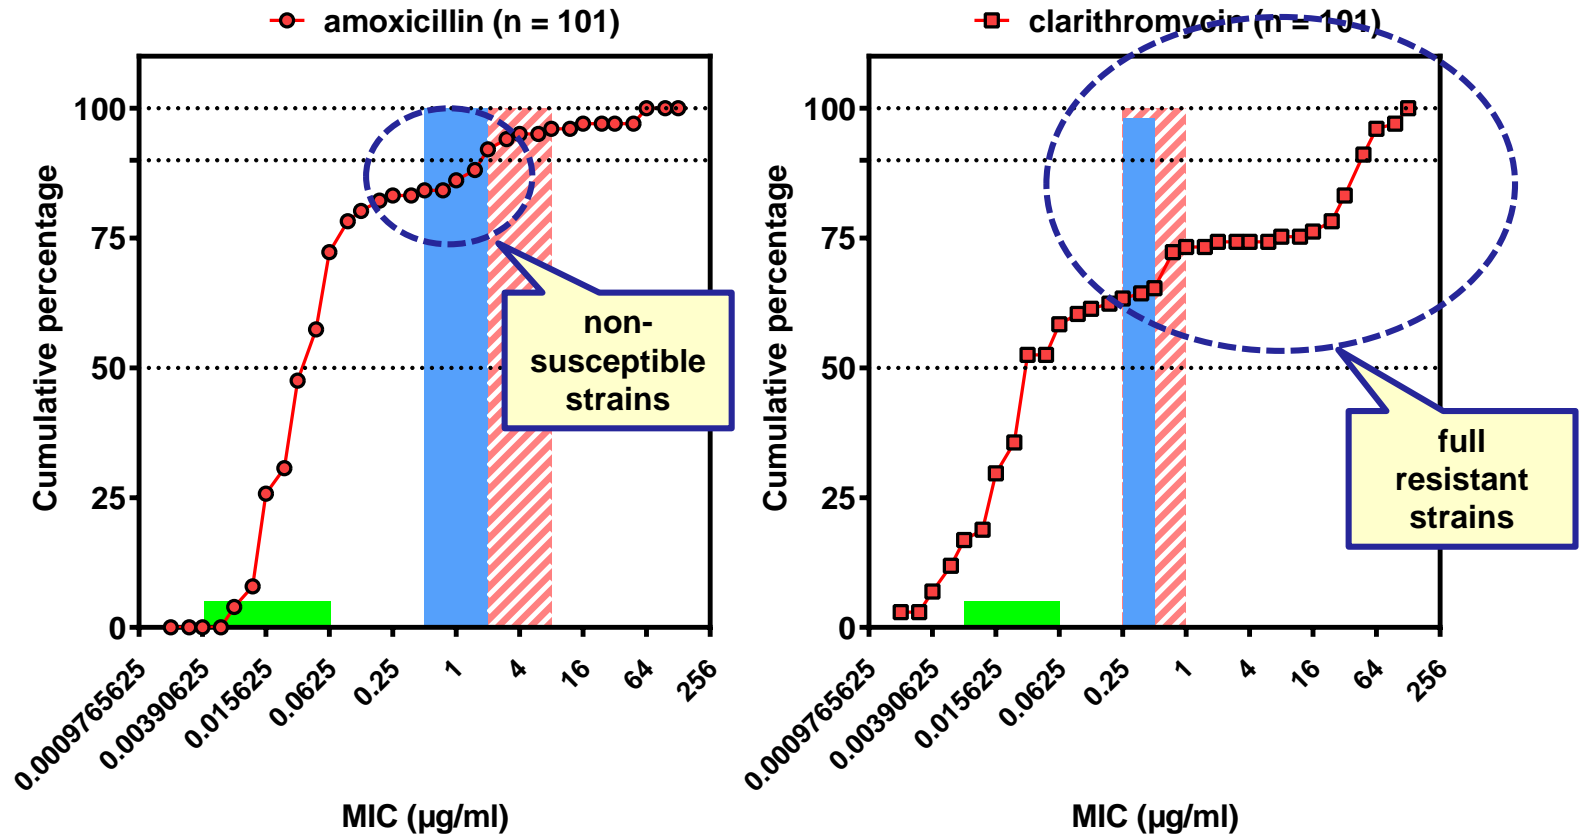 amoxicillin (n = 101)
100
75
50
25
0
Cumulative percentage
0.0009765625
0.00390625
0.015625
0.0625
0.25
1
4
16
64
256
MIC (µg/ml)
non-
susceptible
strains
clarithromycin (n = 101)
100
75
50
25
0
Cumulative percentage
0.0009765625
0.00390625
0.015625
0.0625
0.25
1
4
16
64
256
MIC (µg/ml)
full
resistant
strains